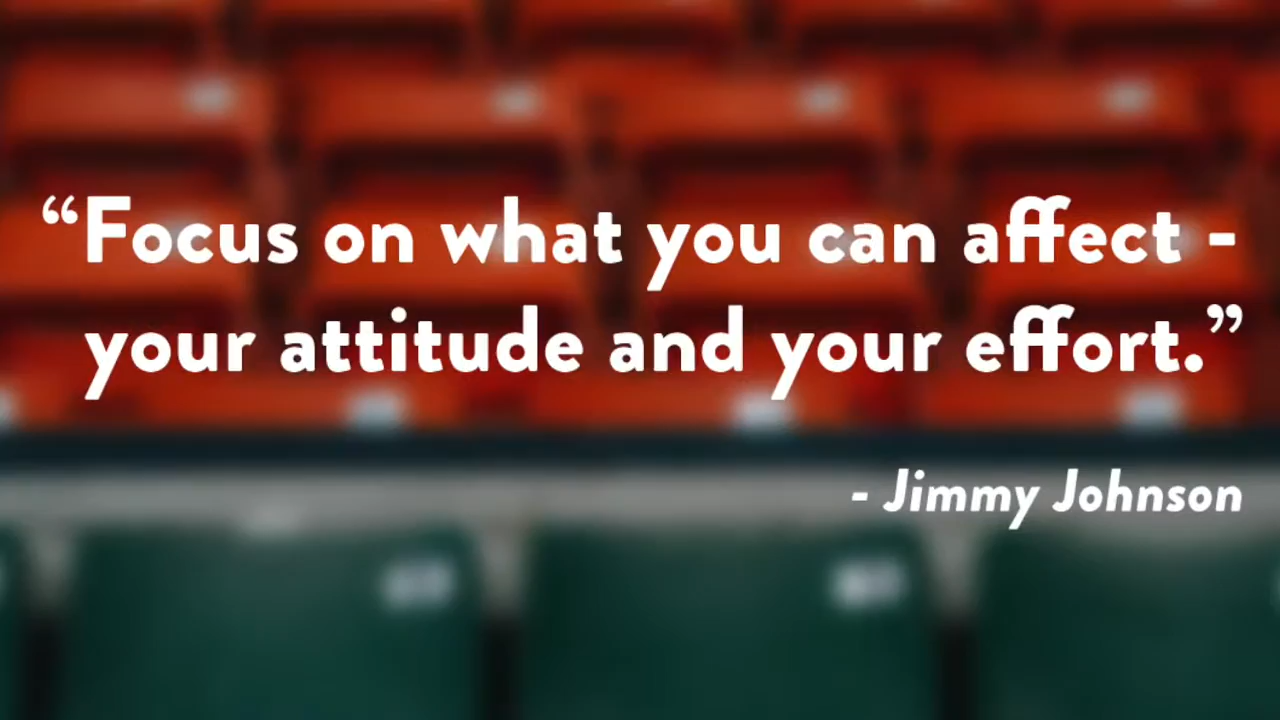 “Focus on what you can affect -
your attitude and your effort.”
- Jimmy Johnson